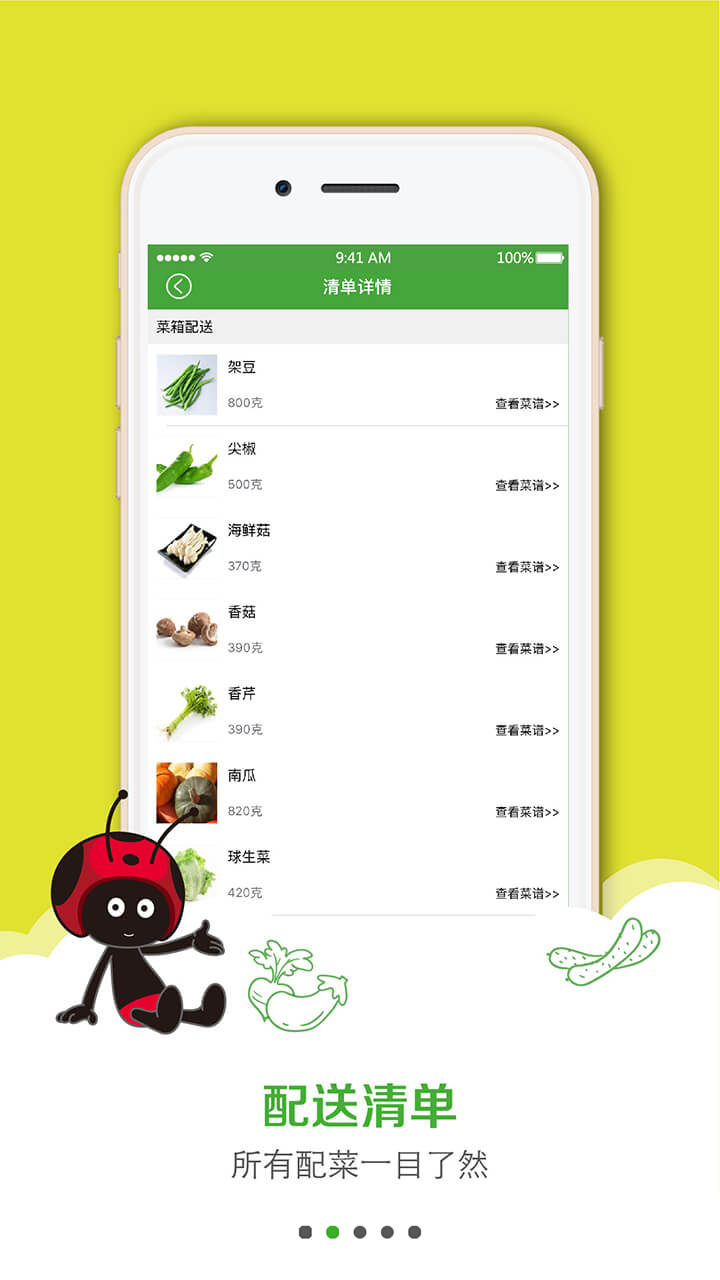 9:41 AM 100%
清单详情
菜箱配送
架豆
800克 查看菜谱>>
尖椒
500克 查看菜谱>>
海鲜菇
370克 查看菜谱>>
香菇
390克 查看菜谱>>
香芹
390克 查看菜谱>>
南瓜
820克 查看菜谱>>
球生菜
420克 查看菜谱>>
配送清单
所有配菜一目了然